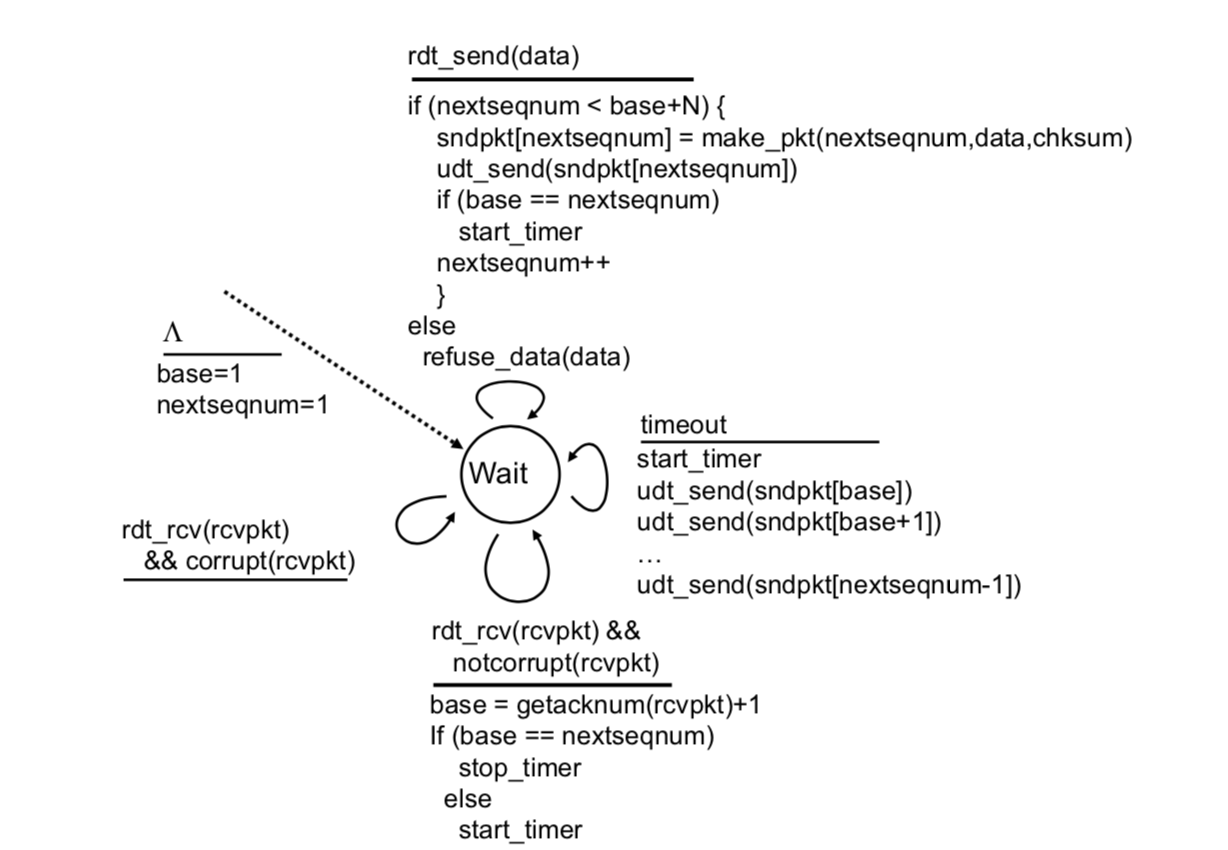 rdt_send(data)
if (nextseqnum < base+N) {
sndpkt[nextseqnum] = make_pkt(nextseqnum,data,chksum)
udt_send(sndpkt[nextseqnum])
if (base == nextseqnum)
start_timer
nextseqnum++
}
else
refuse_data(data)
Λ
base=1
nextseqnum=1
Wait
timeout
start_timer
udt_send(sndpkt[base])
udt_send(sndpkt[base+1])
…
udt_send(sndpkt[nextseqnum-1])
rdt_rcv(rcvpkt)
&& corrupt(rcvpkt)
rdt_rcv(rcvpkt) &&
notcorrupt(rcvpkt)
base = getacknum(rcvpkt)+1
If (base == nextseqnum)
stop_timer
else
start_timer